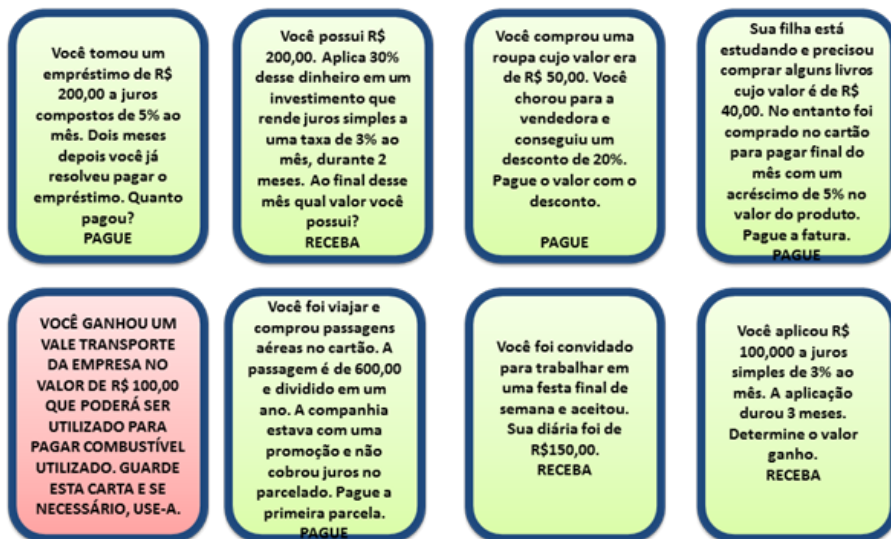 Você tomou um
empréstimo de R$
200,00 a juros
compostos de 5% ao
mês. Dois meses
depois você já
resolveu pagar o
empréstimo. Quanto
pagou?
PAGUE
Você possui R$
200,00. Aplica 30%
desse dinheiro em um
investimento que
rende juros simples a
uma taxa de 3% ao
mês, durante 2
meses. Ao final desse
mês qual valor você
possui?
RECEBA
Você comprou uma
roupa cujo valor era
de R$ 50,00. Você
chorou para a
vendedora e
conseguiu um
desconto de 20%.
Pague o valor com o
desconto.
PAGUE
Sua filha está
estudando e precisou
comprar alguns livros
cujo valor é de R$
40,00. No entanto foi
comprado no cartão
para pagar final do
mês com um
acréscimo de 5% no
valor do produto.
Pague a fatura.
PAGUE
VOCÊ GANHOU UM
VALE TRANSPORTE
DA EMPRESA NO
VALOR DE R$ 100,00
QUE PODERÁ SER
UTILIZADO PARA
PAGAR COMBUSTÍVEL
UTILIZADO. GUARDE
ESTA CARTA E SE
NECESSÁRIO, USE-A.
Você foi viajar e
comprou passagens
aéreas no cartão. A
passagem é de 600,00
e dividido em um
ano. A companhia
estava com uma
promoção e não
cobrou juros no
parcelado. Pague a
primeira parcela.
PAGUE
Você foi convidado
para trabalhar em
uma festa final de
semana e aceitou.
Sua diária foi de
R$150,00.
RECEBA
Você aplicou R$
100,000 a juros
simples de 3% ao
mês. A aplicação
durou 3 meses.
Determine o valor
ganho.
RECEBA